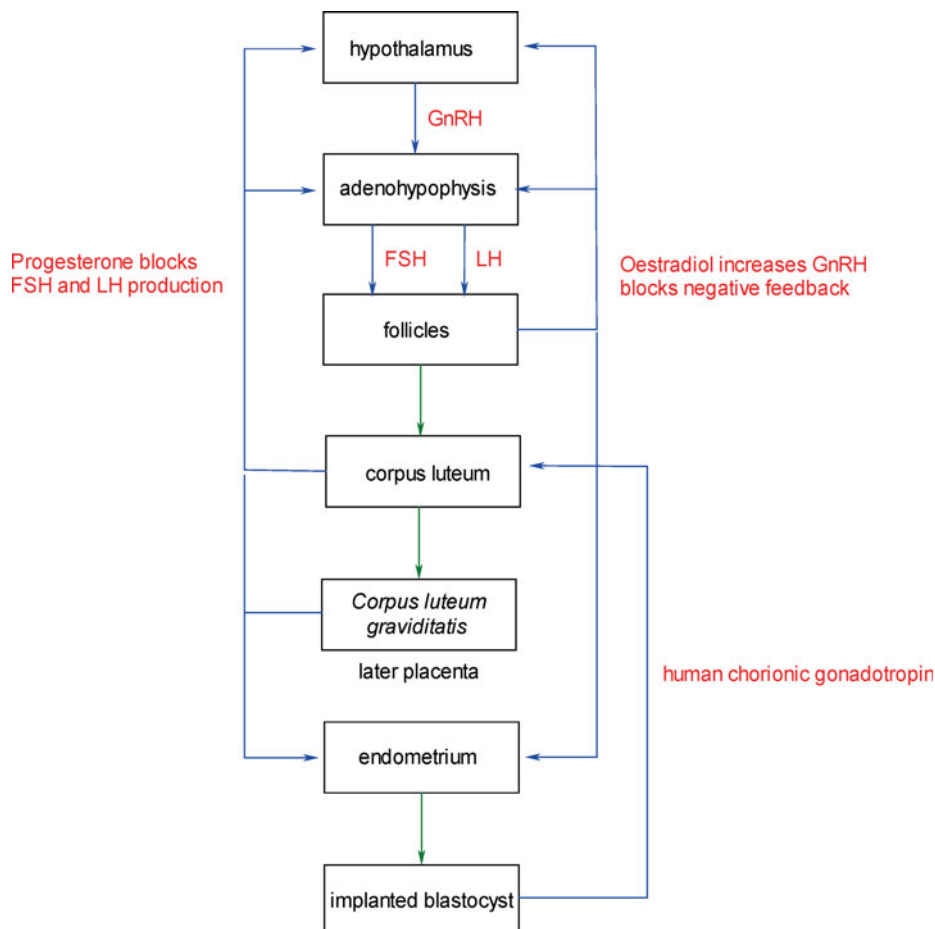 hypothalamus
GnRH
adenohypophysis
FSH
LH
Progesterone blocks
FSH and LH production
Oestradiol increases GnRH
blocks negative feedback
follicles
corpus luteum
Corpus luteum
graviditatis
later placenta
human chorionic gonadotropin
endometrium
implanted blastocyst